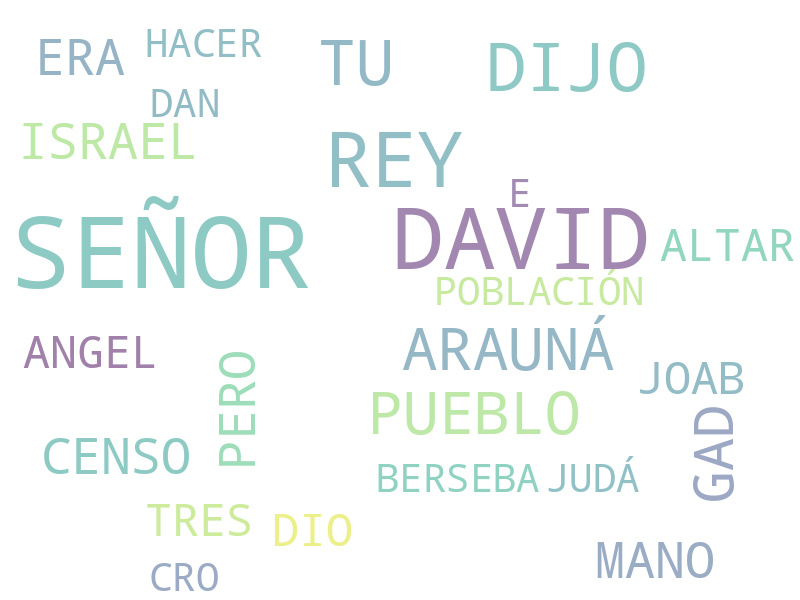 ERA HACER TU DIJO
DAN
ISRAEL REY
E
SEÑOR DAVID ALTAR
POBLACIÓN
ANGEL ARAUNÁ JOAB
PERO PUEBLO GAD
CENSO BERSEBA JUDÁ
TRES DIO
CRO MANO